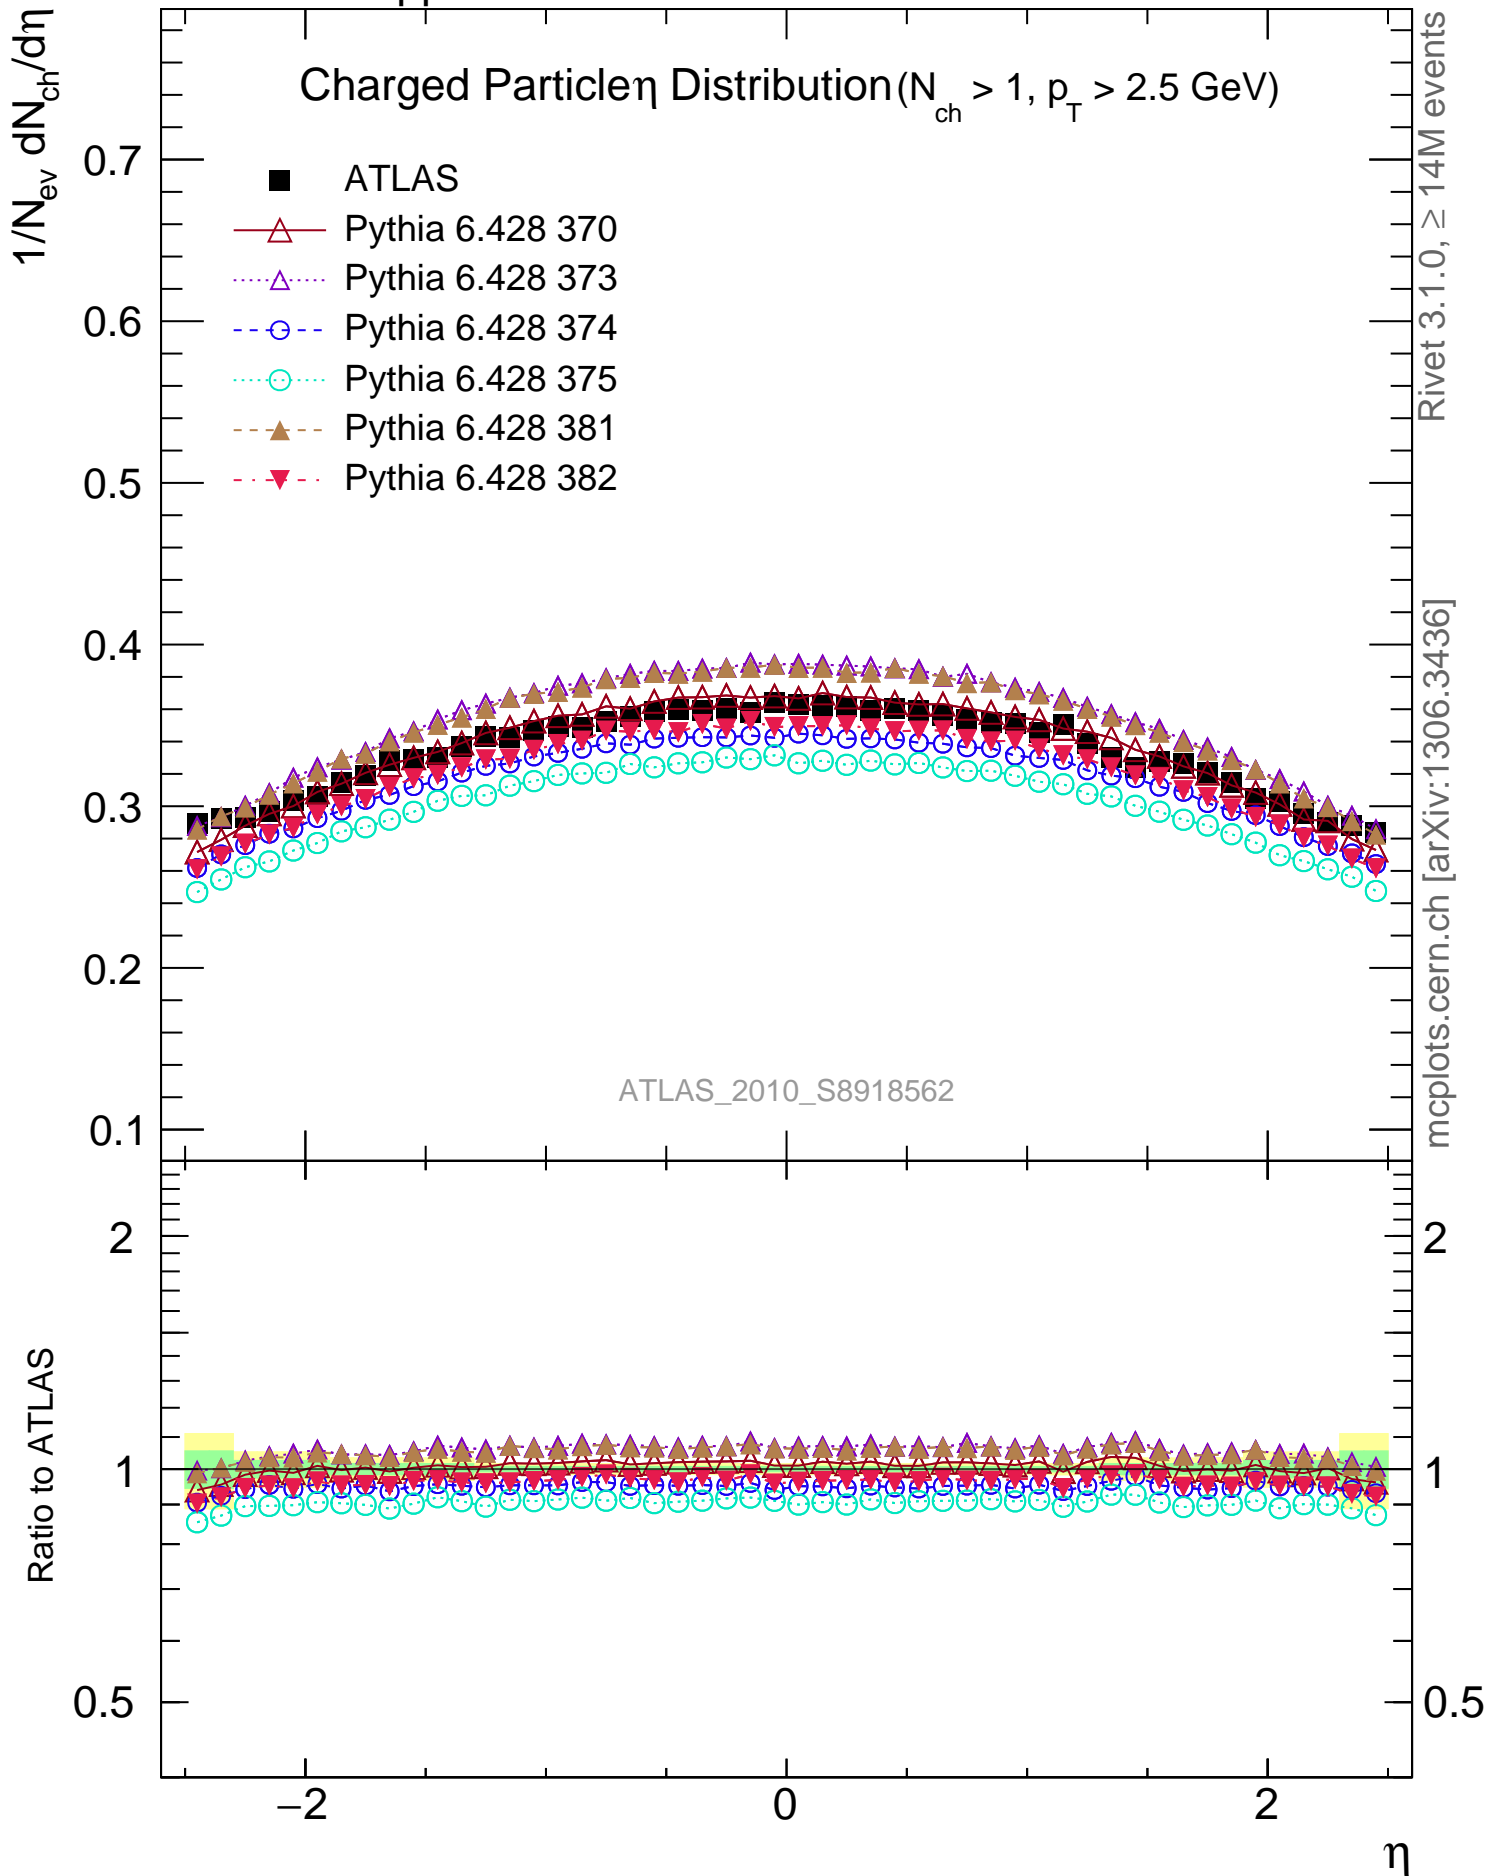 1/N_ev dN_ch/dη
Charged Particleη Distribution(N_ch > 1, p_T > 2.5 GeV)
ATLAS
Pythia 6.428 370
Pythia 6.428 373
Pythia 6.428 374
Pythia 6.428 375
Pythia 6.428 381
Pythia 6.428 382
0.7
0.6
0.5
0.4
0.3
0.2
0.1
ATLAS_2010_S8918562
Rivet 3.1.0, ≥ 14M events
mcplots.cern.ch [arXiv:1306.3436]
Ratio to ATLAS
2
1
0.5
2
1
0.5
−2
0
2
η